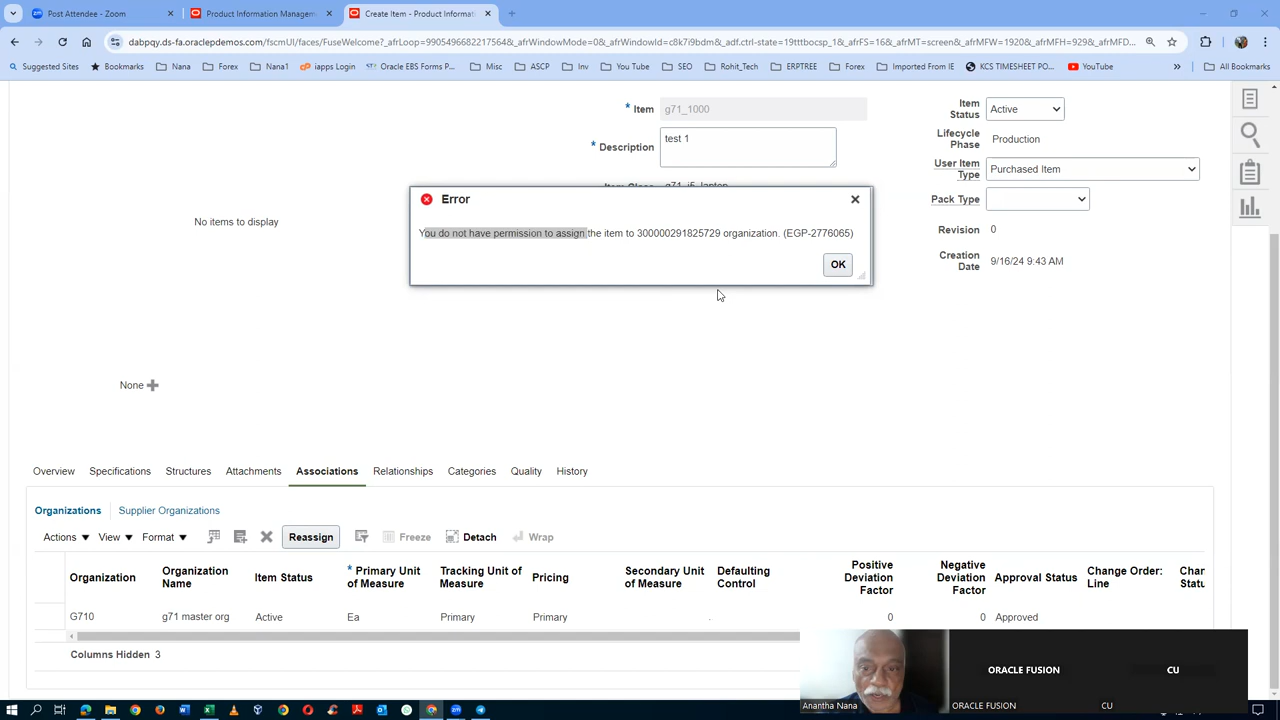 Post Attendee - Zoom
Product Information Managem
Create Item - Product Informat
dabpqy.ds-fa.oraclepdemos.com/fscmUI/faces/FuseWelcome?_afrLoop=9905496682217564&_afrWindowMode=0&_afrWindowId=c8k7i9bdm&_adf.ctrl-state=19tttbocsp_1&_afrFS=16&_afrMT=screen&_afrMFW=1920&_afrMFH=929&_afrMFD...
Suggested Sites
Bookmarks
Nana
Forex
Nana1
iapps Login
Oracle EBS Forms P...
Misc
ASCP
Inv
You Tube
SEO
Rohit_Tech
ERPTREE
Forex
Imported From IE
KCS TIMESHEET PO...
YouTube
All Bookmarks
* Item g71_1000
Item Status Active
* Description test 1
Lifecycle Phase Production
User Item Type Purchased Item
Pack Type
Revision 0
Creation Date 9/16/24 9:43 AM
No items to display
Error
You do not have permission to assign the item to 300000291825729 organization. (EGP-2776065)
OK
None
Overview Specifications Structures Attachments Associations Relationships Categories Quality History
Organizations Supplier Organizations
Actions View Format Reassign Freeze Detach Wrap
Organization
Organization Name
Item Status
* Primary Unit of Measure
Tracking Unit of Measure
Pricing
Secondary Unit of Measure
Defaulting Control
Positive Deviation Factor
Negative Deviation Factor
Approval Status
Change Order: Line
G710 g71 master org Active Ea Primary Primary 0 0 Approved
Columns Hidden 3
ORACLE FUSION
CU
Anantha Nana
ORACLE FUSION
CU